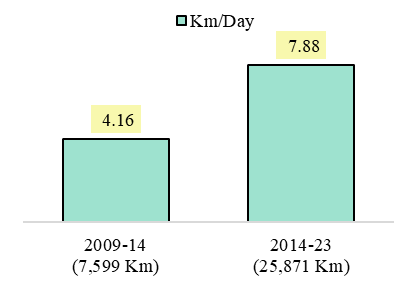 Km/Day
7.88
4.16
2009-14
(7,599 Km)
2014-23
(25,871 Km)